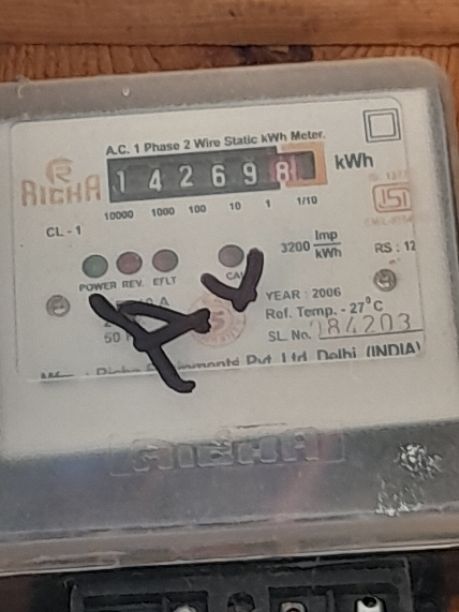 A.C. 1 Phase 2 Wire Static kWh Meter.
RICHA
1 4 2 6 9 8 kWh
10000 1000 100 10 1 1/10
CL - 1
3200 Imp/kWh
RS : 12
POWER REV. E/LT
YEAR : 2006
Ref. Temp. - 27°C
SL. No. 184203
Pvt. Ltd. Delhi (INDIA)
RICHA